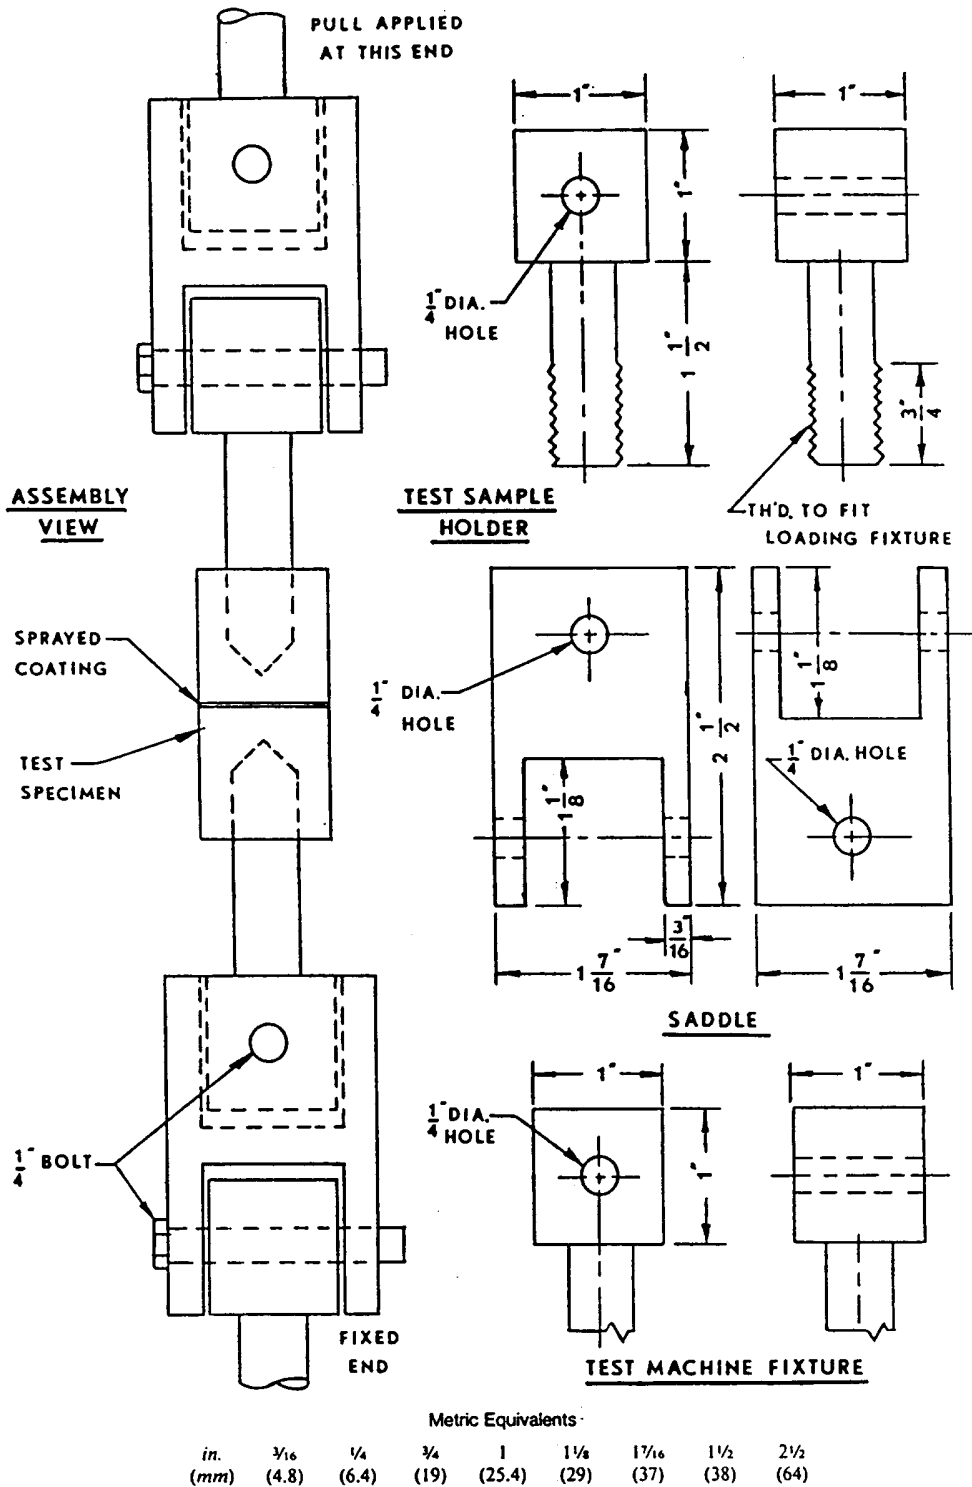 PULL APPLIED
AT THIS END
1"
1"
1"
1/4" DIA.
HOLE
1 1/2"
3/4"
ASSEMBLY
VIEW
TEST SAMPLE
HOLDER
TH'D. TO FIT
LOADING FIXTURE
SPRAYED
COATING
1/4" DIA.
HOLE
1 1/8"
2 1/2"
1 1/8"
1/4" DIA. HOLE
TEST
SPECIMEN
3/16"
1 7/16"
1 7/16"
SADDLE
1"
1"
1/4" DIA.
HOLE
1"
1/4" BOLT
FIXED
END
TEST MACHINE FIXTURE
Metric Equivalents
in. 3/16 1/4 3/4 1 1 1/8 1 7/16 1 1/2 2 1/2
(mm) (4.8) (6.4) (19) (25.4) (29) (37) (38) (64)